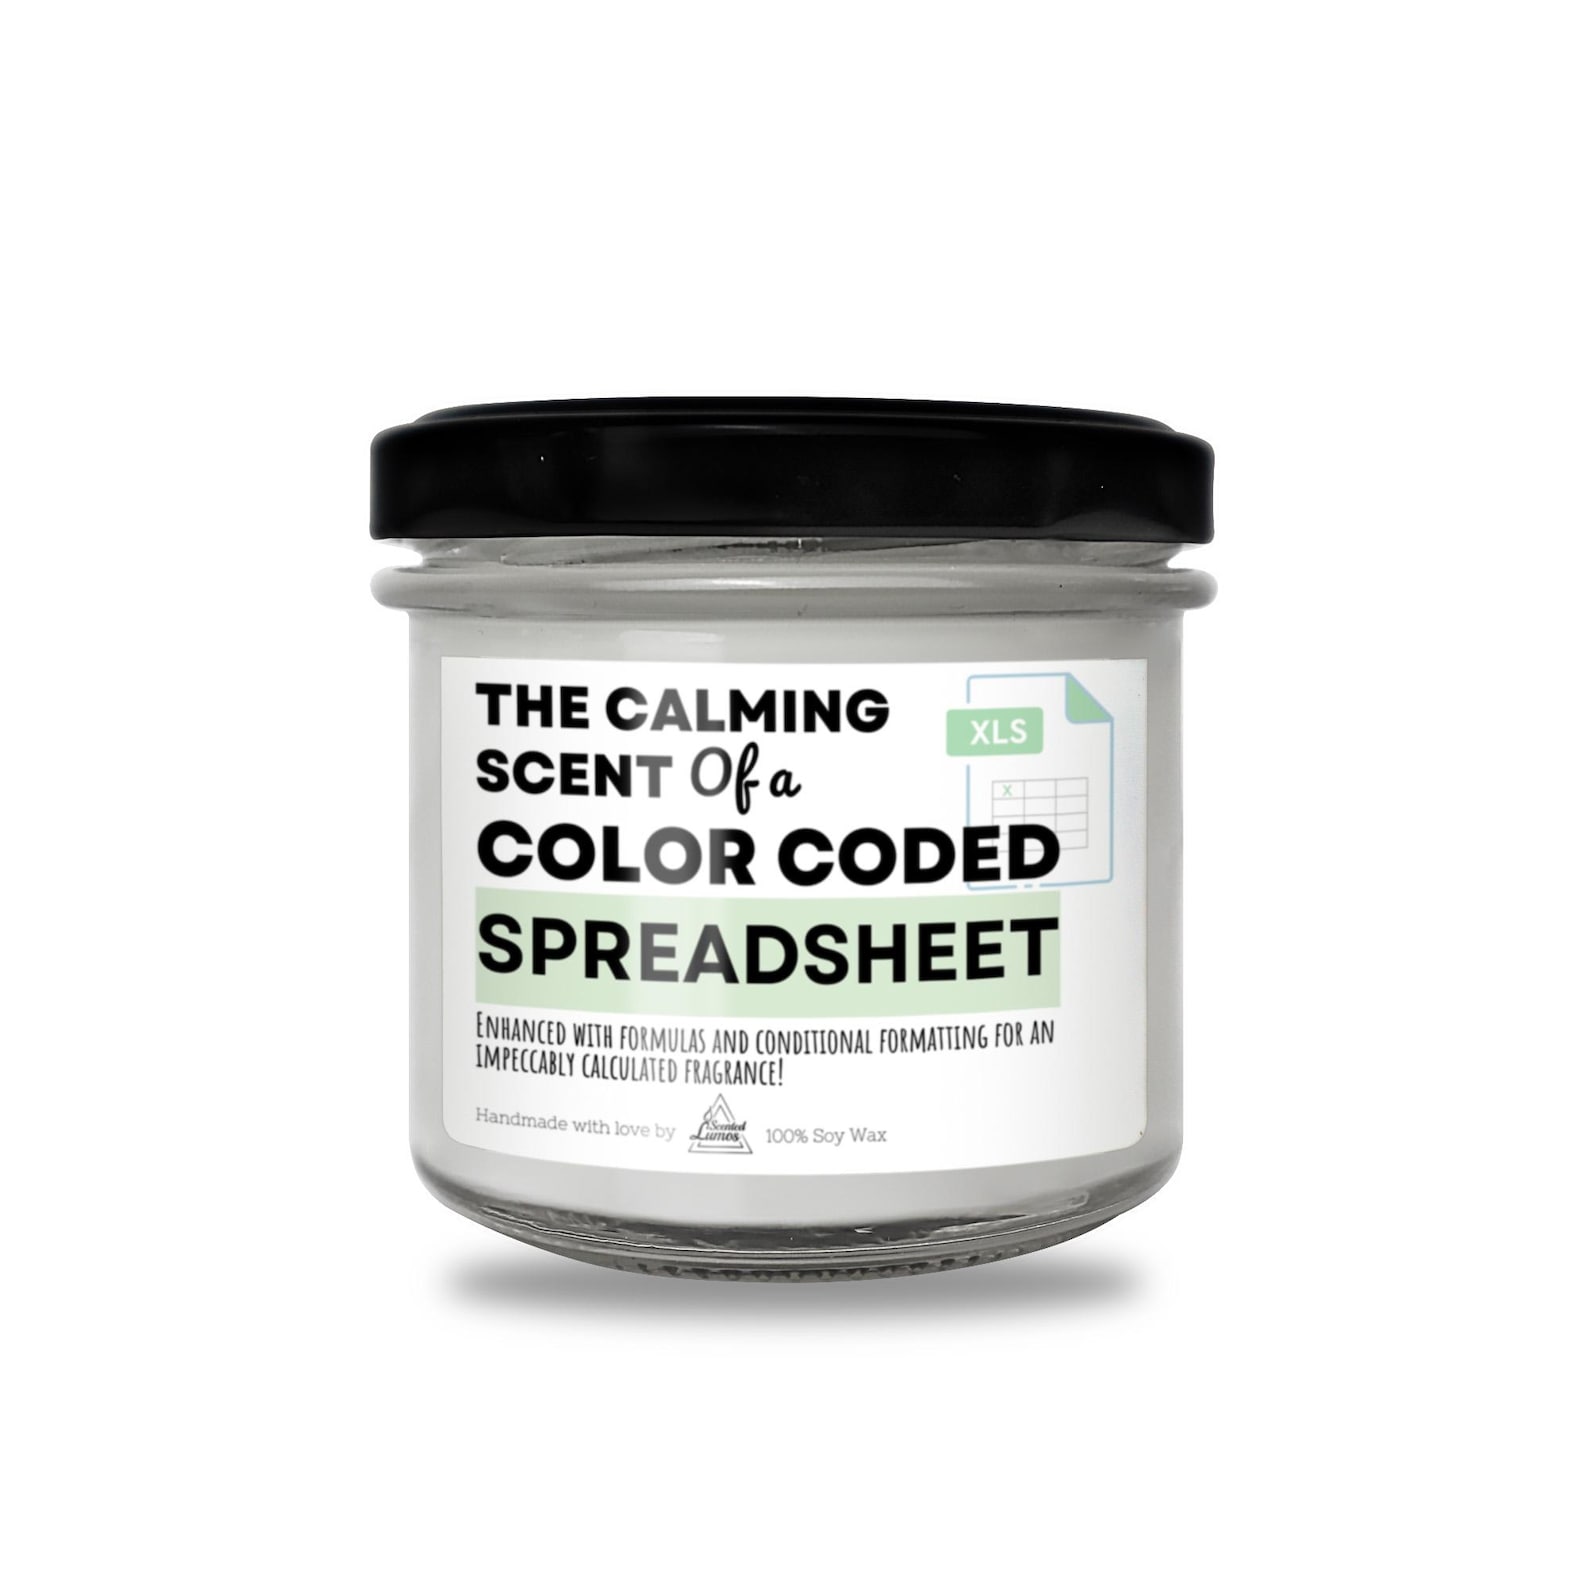 THE CALMING
SCENT Of a
COLOR CODED
SPREADSHEET
XLS
X
ENHANCED WITH FORMULAS AND CONDITIONAL FORMATTING FOR AN
IMPECCABLY CALCULATED FRAGRANCE!
Handmade with love by
Scented
Lumos
100% Soy Wax